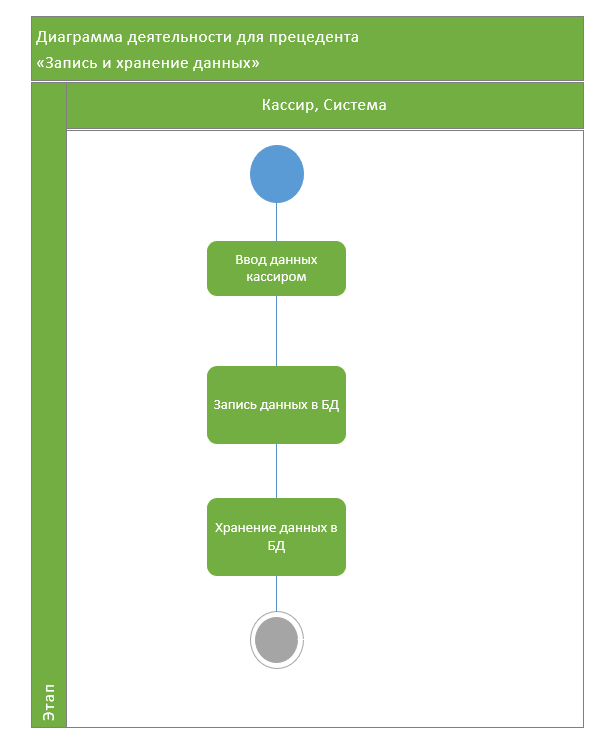 Диаграмма деятельности для прецедента
«Запись и хранение данных»
Кассир, Система
Ввод данных
кассиром
Запись данных в БД
Хранение данных в
БД
Этап